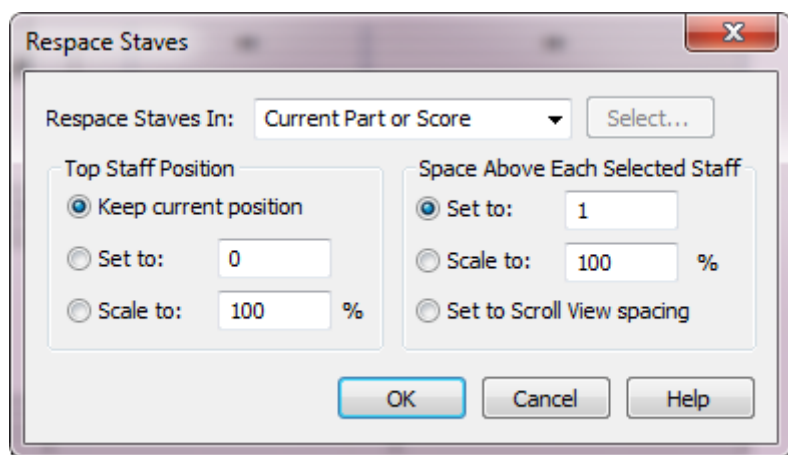 Respace Staves
Respace Staves In: Current Part or Score Select...
Top Staff Position
Keep current position
Set to: 0
Scale to: 100 %
Space Above Each Selected Staff
Set to: 1
Scale to: 100 %
Set to Scroll View spacing
OK Cancel Help